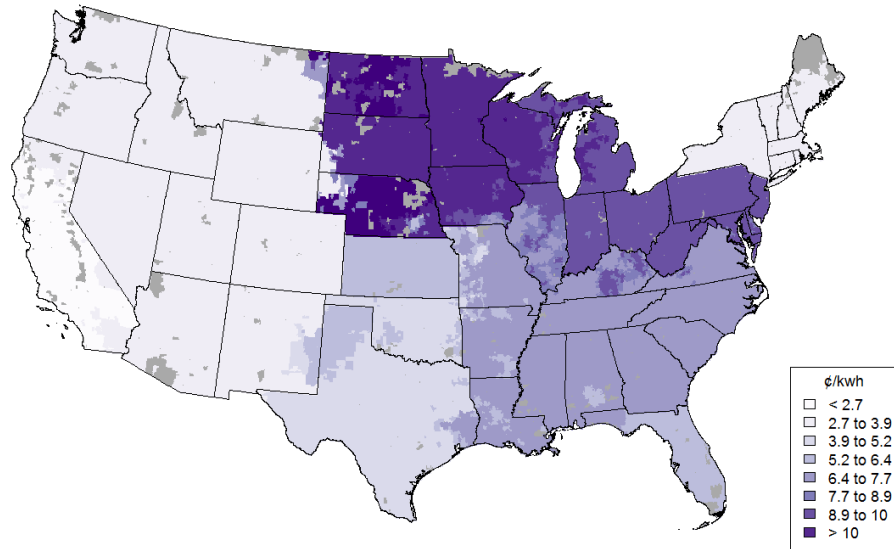 ¢/kwh
< 2.7
2.7 to 3.9
3.9 to 5.2
5.2 to 6.4
6.4 to 7.7
7.7 to 8.9
8.9 to 10
> 10